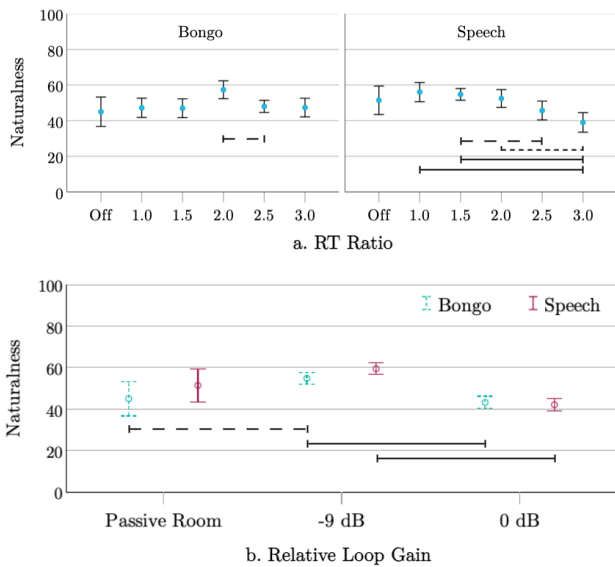 Naturalness
100
80
60
40
20
0
Bongo
Speech
Off 1.0 1.5 2.0 2.5 3.0
Off 1.0 1.5 2.0 2.5 3.0
a. RT Ratio
Naturalness
100
80
60
40
20
0
Bongo Speech
Passive Room -9 dB 0 dB
b. Relative Loop Gain